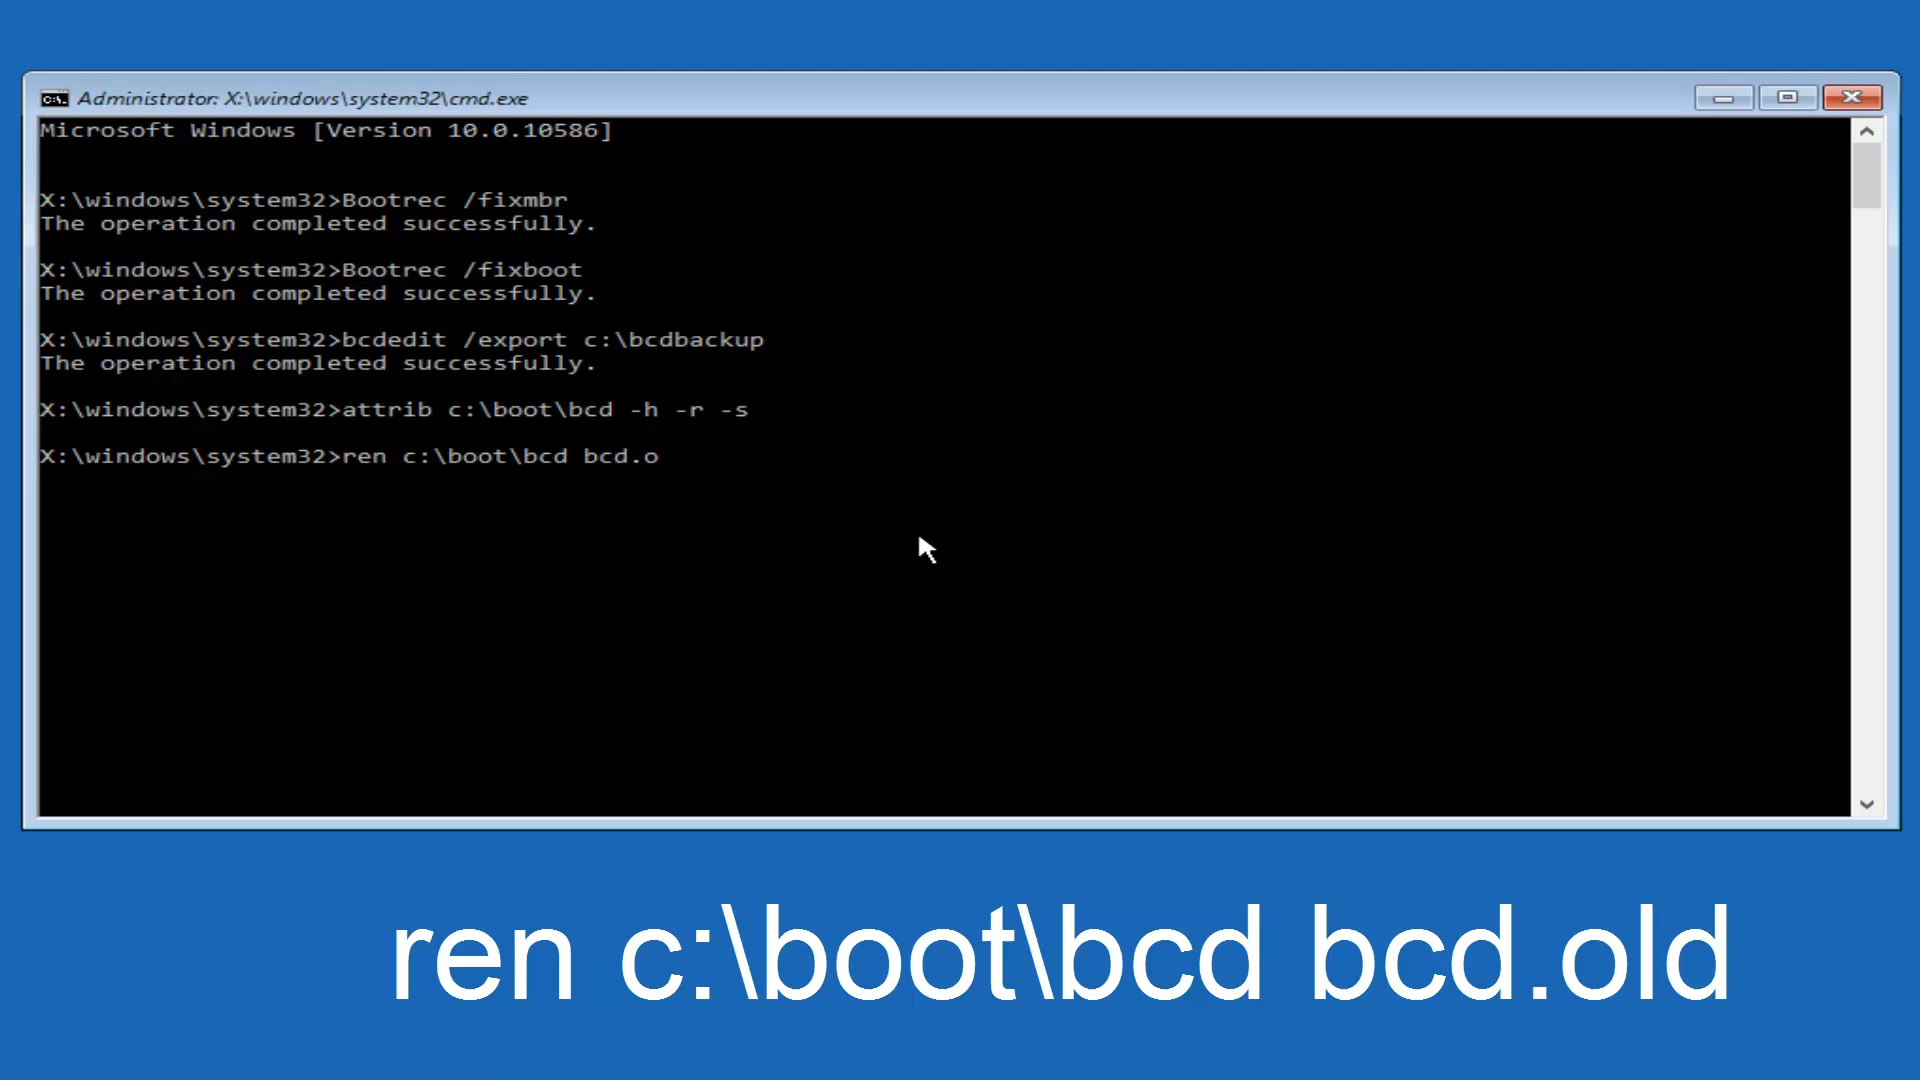 Administrator: X:\windows\system32\cmd.exe
Microsoft Windows [Version 10.0.10586]
X:\windows\system32>Bootrec /fixmbr
The operation completed successfully.
X:\windows\system32>Bootrec /fixboot
The operation completed successfully.
X:\windows\system32>bcdedit /export c:\bcdbackup
The operation completed successfully.
X:\windows\system32>attrib c:\boot\bcd -h -r -s
X:\windows\system32>ren c:\boot\bcd bcd.o
ren c:\boot\bcd bcd.old